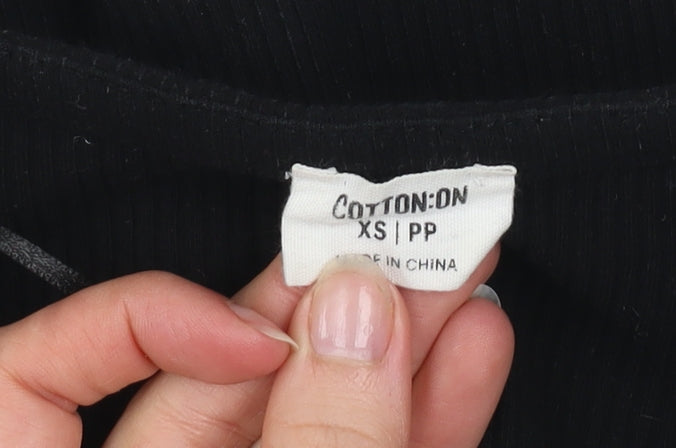 COTTON:ON
XS | PP
IN CHINA